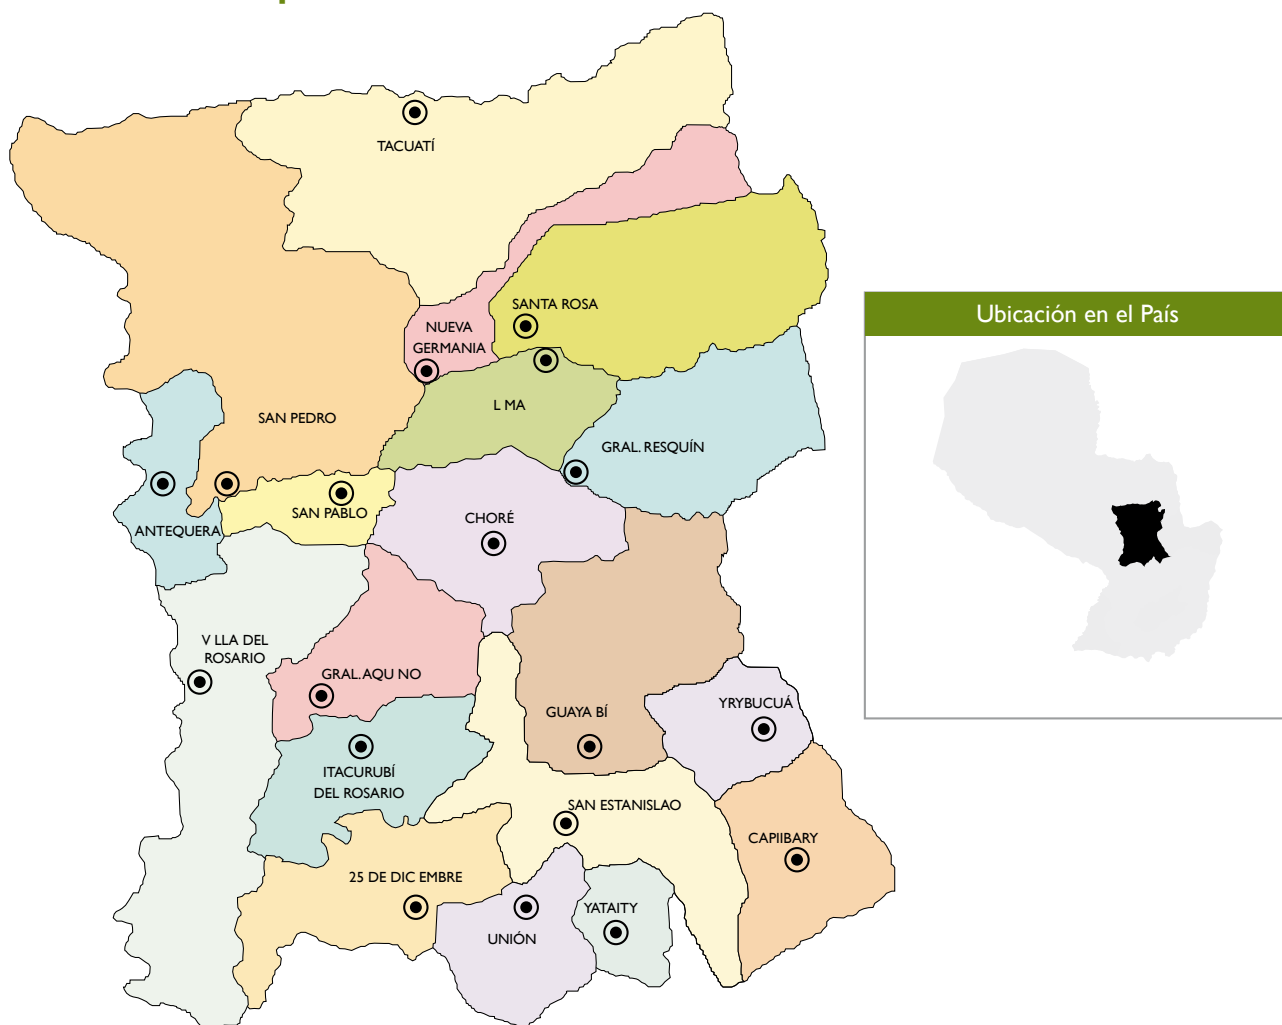 TACUATÍ
SANTA ROSA
Ubicación en el País
NUEVA
GERMANIA
L MA
SAN PEDRO
GRAL. RESQUÍN
SAN PABLO
CHORÉ
ANTEQUERA
V LLA DEL
ROSARIO
GRAL. AQU NO
YRYBUCUÁ
GUAYA BÍ
ITACURUBÍ
DEL ROSARIO
SAN ESTANISLAO
CAPIIBARY
25 DE DIC EMBRE
YATAITY
UNIÓN